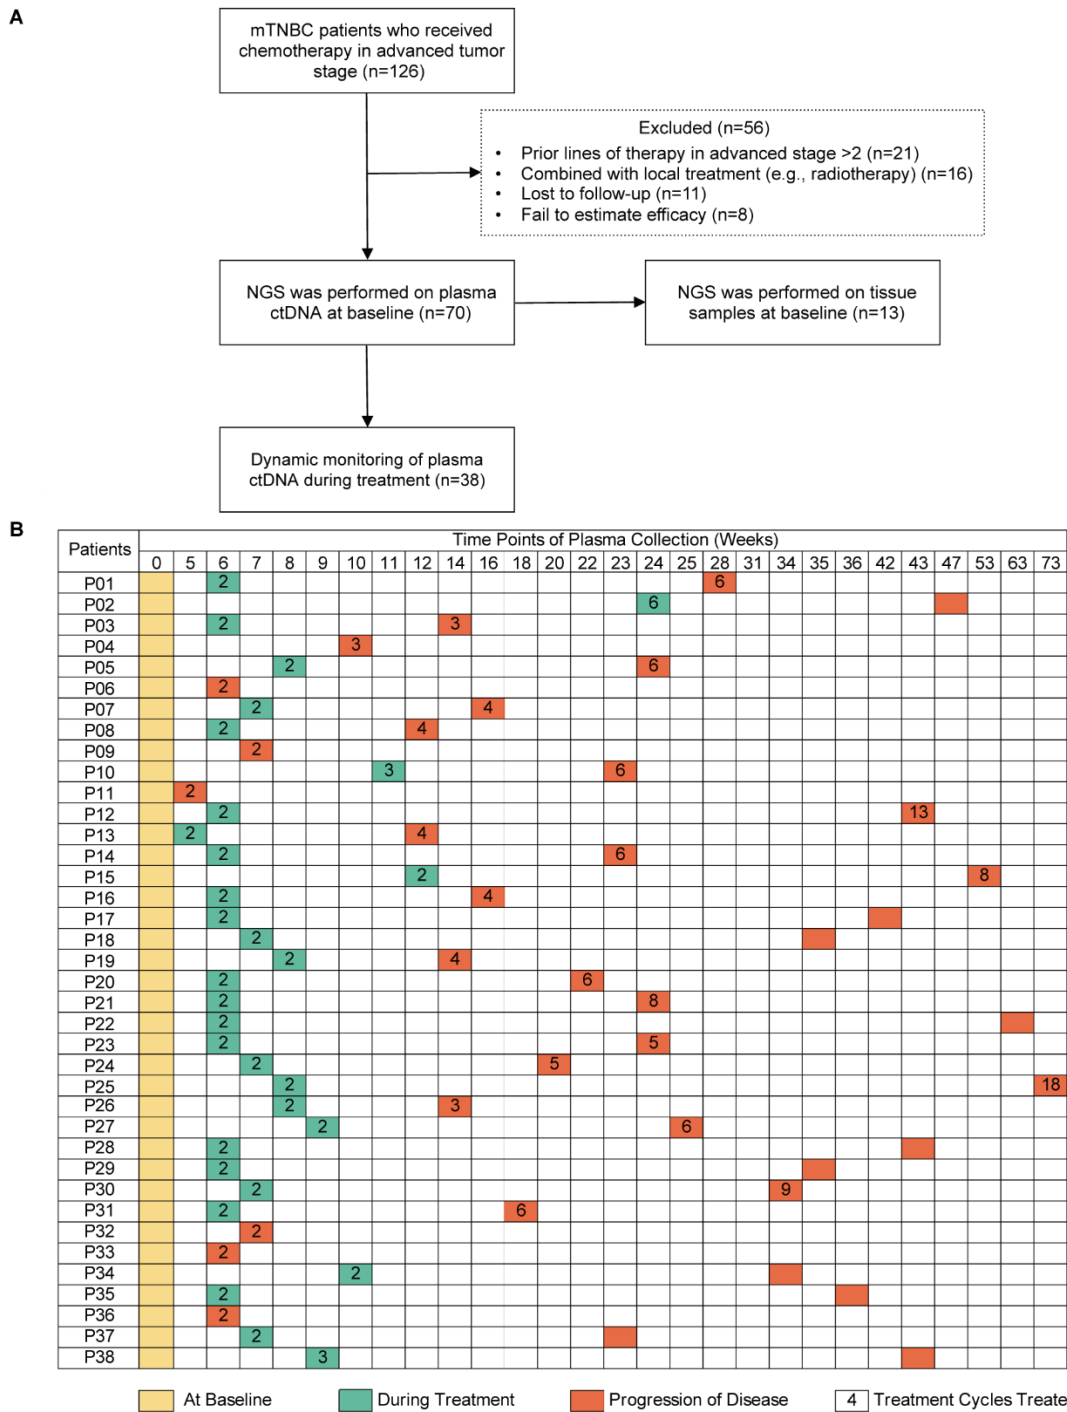 A
mTNBC patients who received
chemotherapy in advanced tumor
stage (n=126)
Excluded (n=56)
• Prior lines of therapy in advanced stage >2 (n=21)
• Combined with local treatment (e.g., radiotherapy) (n=16)
• Lost to follow-up (n=11)
• Fail to estimate efficacy (n=8)
NGS was performed on plasma
ctDNA at baseline (n=70)
NGS was performed on tissue
samples at baseline (n=13)
Dynamic monitoring of plasma
ctDNA during treatment (n=38)
B
Patients
Time Points of Plasma Collection (Weeks)
0 5 6 7 8 9 10 11 12 14 16 18 20 22 23 24 25 28 31 34 35 36 42 43 47 53 63 73
P01 2 6
P02 6
P03 2 3
P04 3
P05 2 6
P06 2
P07 2 4
P08 2 4
P09 2
P10 3 6
P11 2
P12 2 13
P13 2 4
P14 2 6
P15 2 8
P16 2 4
P17 2
P18 2
P19 2 4
P20 2 6
P21 2 8
P22 2
P23 2 5
P24 2 5
P25 2 18
P26 2 3
P27 2 6
P28 2
P29 2
P30 2 9
P31 2 6
P32 2
P33 2
P34 2
P35 2
P36 2
P37 2
P38 3
At Baseline During Treatment Progression of Disease 4 Treatment Cycles Treate